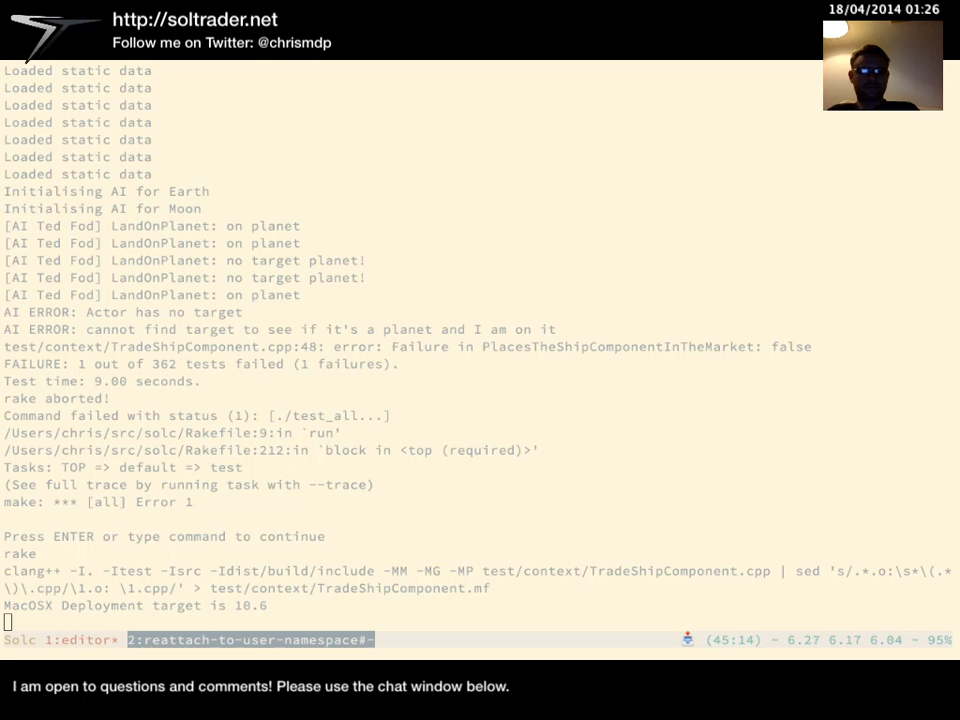 http://soltrader.net
Follow me on Twitter: @chrismdp
18/04/2014 01:26
Loaded static data
Loaded static data
Loaded static data
Loaded static data
Loaded static data
Loaded static data
Loaded static data
Initialising AI for Earth
Initialising AI for Moon
[AI Ted Fod] LandOnPlanet: on planet
[AI Ted Fod] LandOnPlanet: on planet
[AI Ted Fod] LandOnPlanet: no target planet!
[AI Ted Fod] LandOnPlanet: no target planet!
[AI Ted Fod] LandOnPlanet: on planet
AI ERROR: Actor has no target
AI ERROR: cannot find target to see if it's a planet and I am on it
test/context/TradeShipComponent.cpp:48: error: Failure in PlacesTheShipComponentInTheMarket: false
FAILURE: 1 out of 362 tests failed (1 failures).
Test time: 9.00 seconds.
rake aborted!
Command failed with status (1): [./test_all...]
/Users/chris/src/solc/Rakefile:9:in `run'
/Users/chris/src/solc/Rakefile:212:in `block in <top (required)>'
Tasks: TOP => default => test
(See full trace by running task with --trace)
make: *** [all] Error 1
Press ENTER or type command to continue
rake
clang++ -I. -Itest -Isrc -Idist/build/include -MM -MG -MP test/context/TradeShipComponent.cpp | sed 's/.*.o:\s*\(.*
\)\.cpp/\1.o: \1.cpp/' > test/context/TradeShipComponent.mf
MacOSX Deployment target is 10.6
Solc 1:editor* 2:reattach-to-user-namespace#- (45:14) ~ 6.27 6.17 6.04 ~ 95%
I am open to questions and comments! Please use the chat window below.